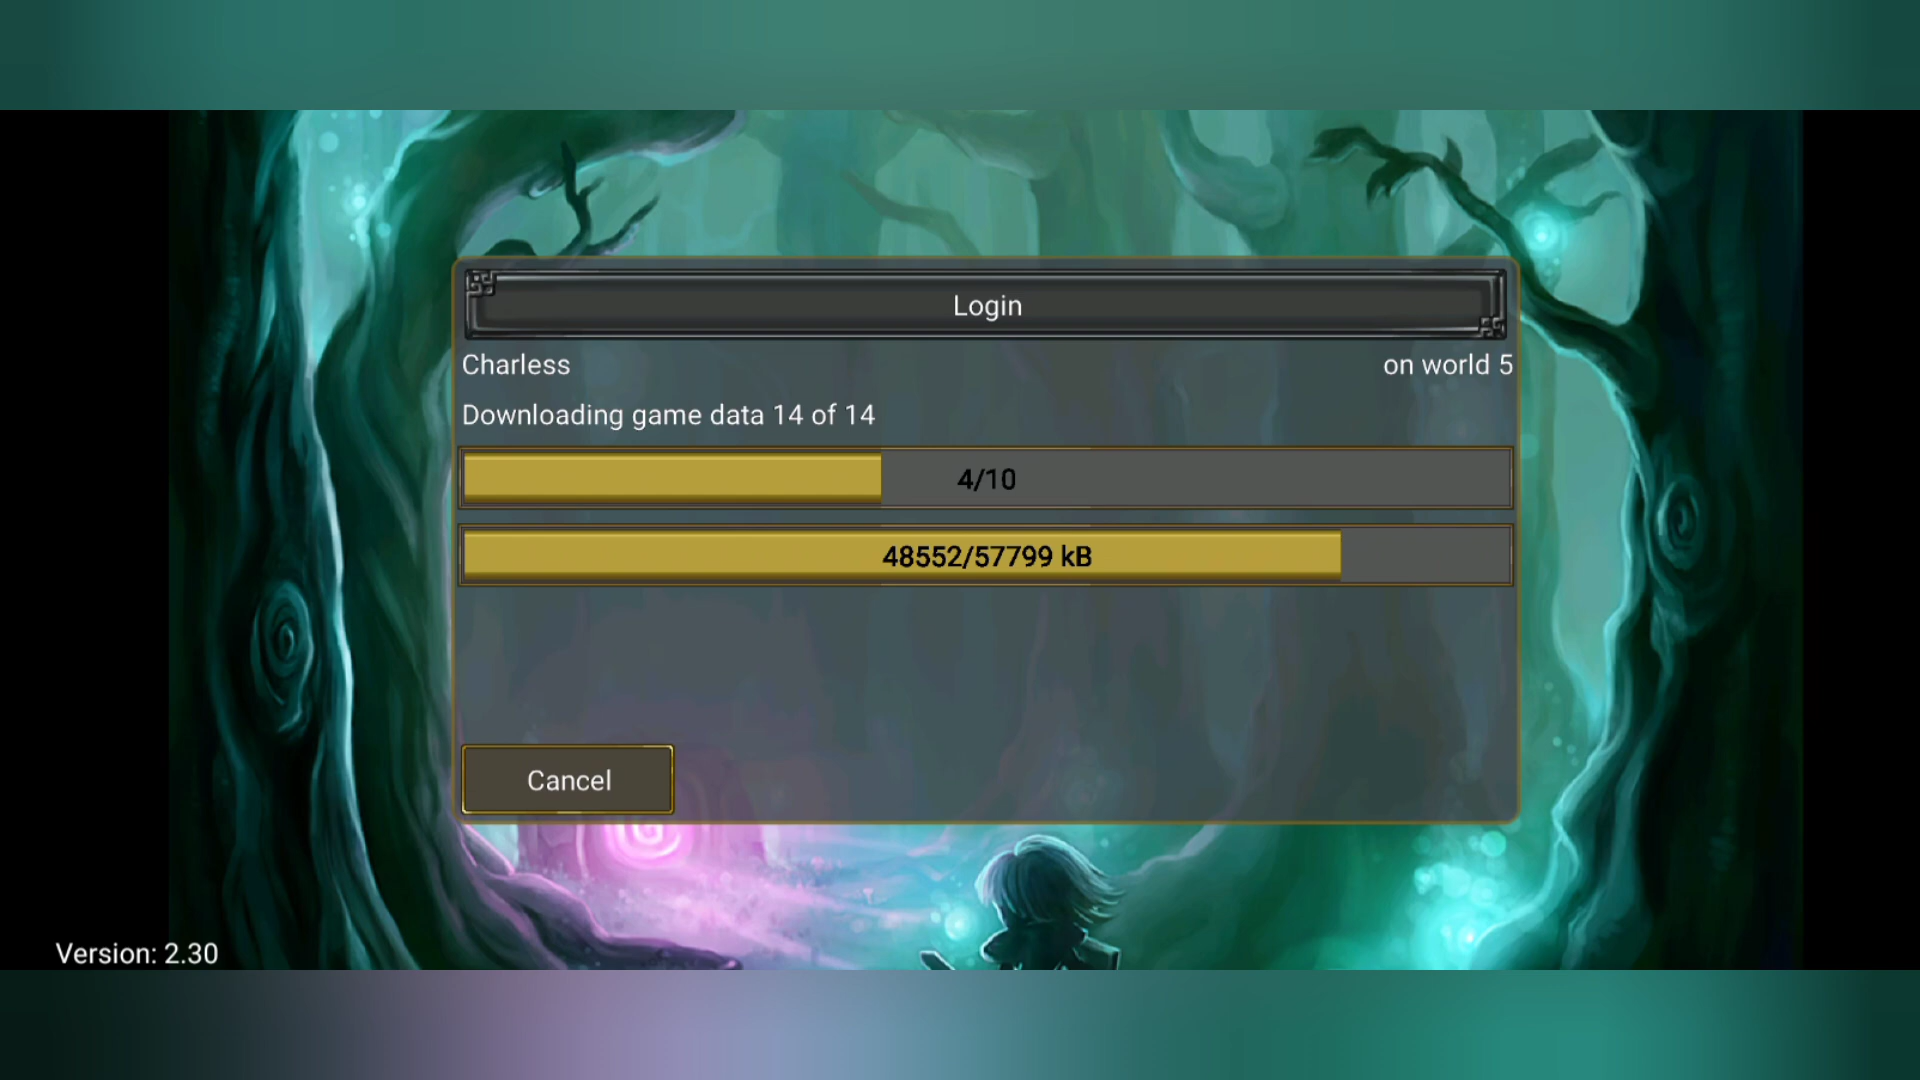 Login
Charless
on world 5
Downloading game data 14 of 14
4/10
48552/57799 kB
Cancel
Version: 2.30